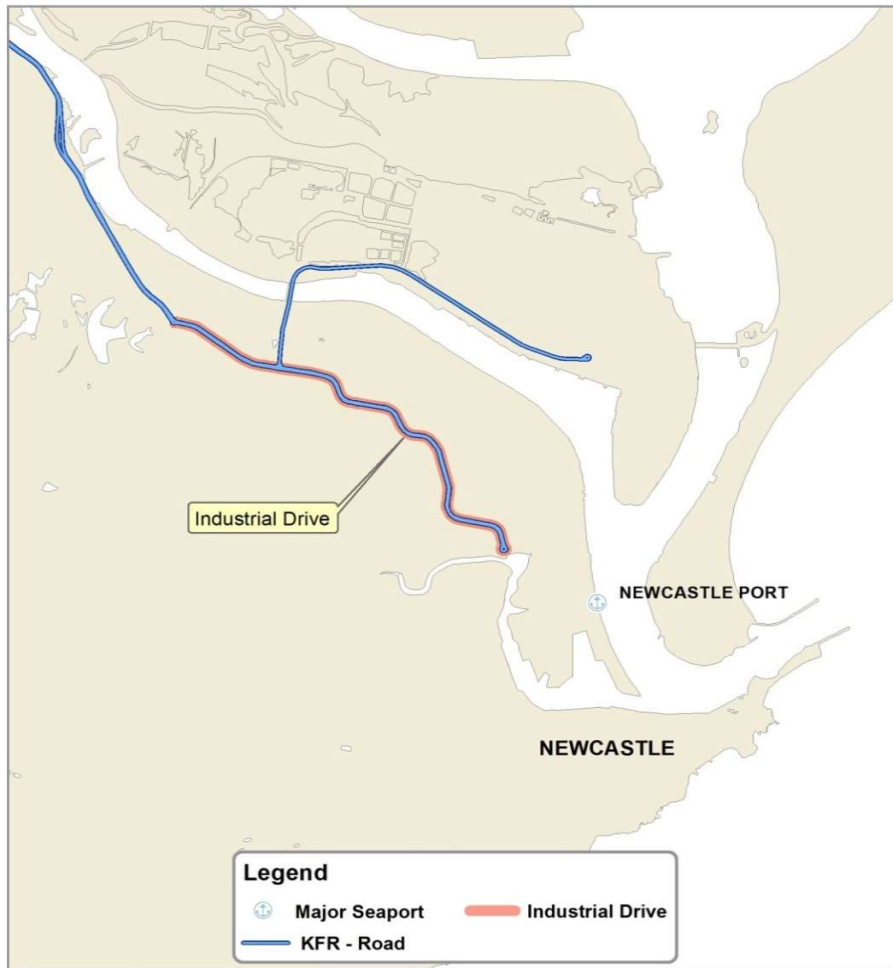 Industrial Drive
NEWCASTLE PORT
NEWCASTLE
Legend
Major Seaport
Industrial Drive
KFR - Road